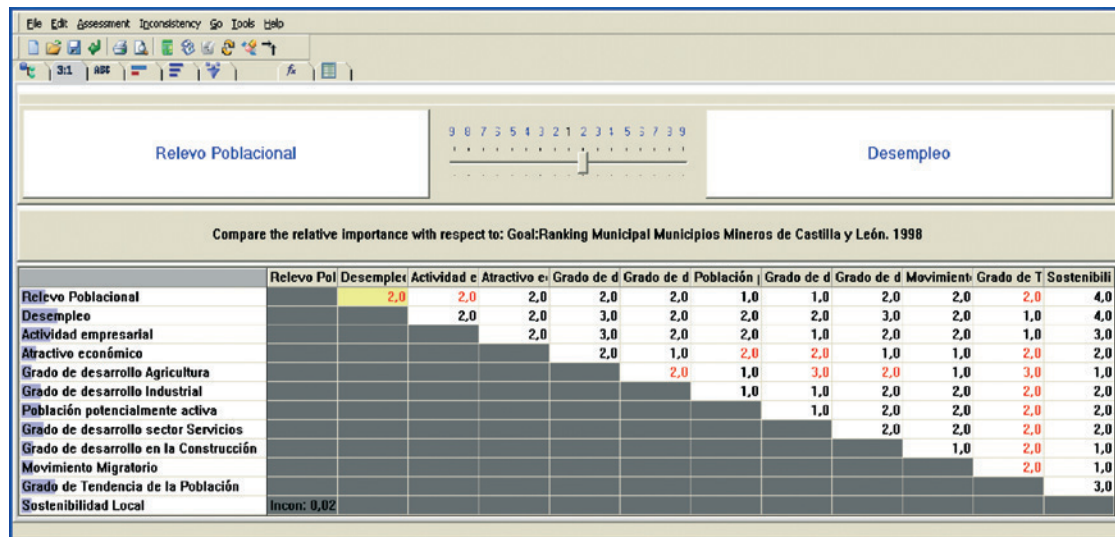 File Edit Assessment Inconsistency Go Tools Help
3:1 ABC fx
9 8 7 6 5 4 3 2 1 2 3 4 5 6 7 8 9
Relevo Poblacional Desempleo
Compare the relative importance with respect to: Goal:Ranking Municipal Municipios Mineros de Castilla y León. 1998
Relevo Pol Desempleo Actividad e Atractivo e Grado de d Grado de d Población p Grado de d Grado de d Movimient Grado de T Sostenibili
Relevo Poblacional 2,0 2,0 2,0 2,0 2,0 1,0 1,0 2,0 2,0 2,0 4,0
Desempleo 2,0 2,0 3,0 2,0 2,0 2,0 3,0 2,0 1,0 4,0
Actividad empresarial 2,0 3,0 2,0 2,0 1,0 2,0 2,0 1,0 3,0
Atractivo económico 2,0 1,0 2,0 2,0 1,0 1,0 2,0 2,0
Grado de desarrollo Agricultura 2,0 1,0 3,0 2,0 1,0 3,0 1,0
Grado de desarrollo Industrial 1,0 1,0 2,0 2,0 2,0 2,0
Población potencialmente activa 1,0 2,0 2,0 2,0 2,0
Grado de desarrollo sector Servicios 2,0 2,0 2,0 2,0
Grado de desarrollo en la Construcción 1,0 2,0 1,0
Movimiento Migratorio 2,0 1,0
Grado de Tendencia de la Población 3,0
Sostenibilidad Local Incon: 0,02